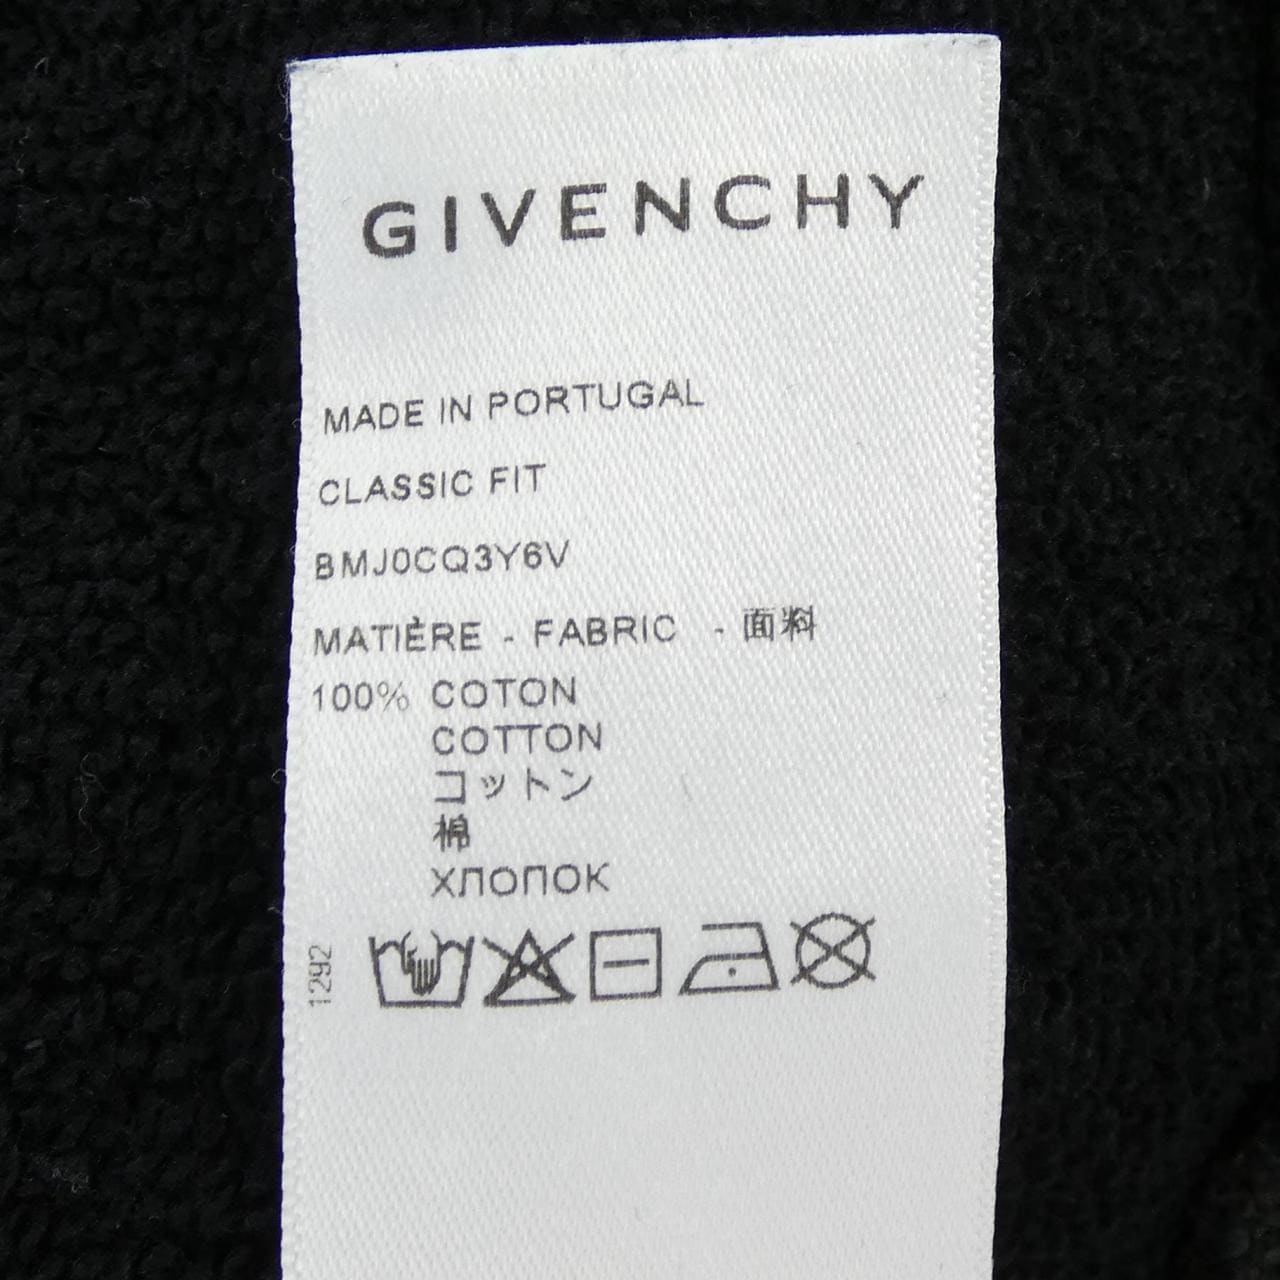 GIVENCHY
MADE IN PORTUGAL
CLASSIC FIT
BMJ0CQ3Y6V
MATIÈRE - FABRIC - 面料
100% COTON
COTTON
コットン
棉
ХЛОПОК
1292